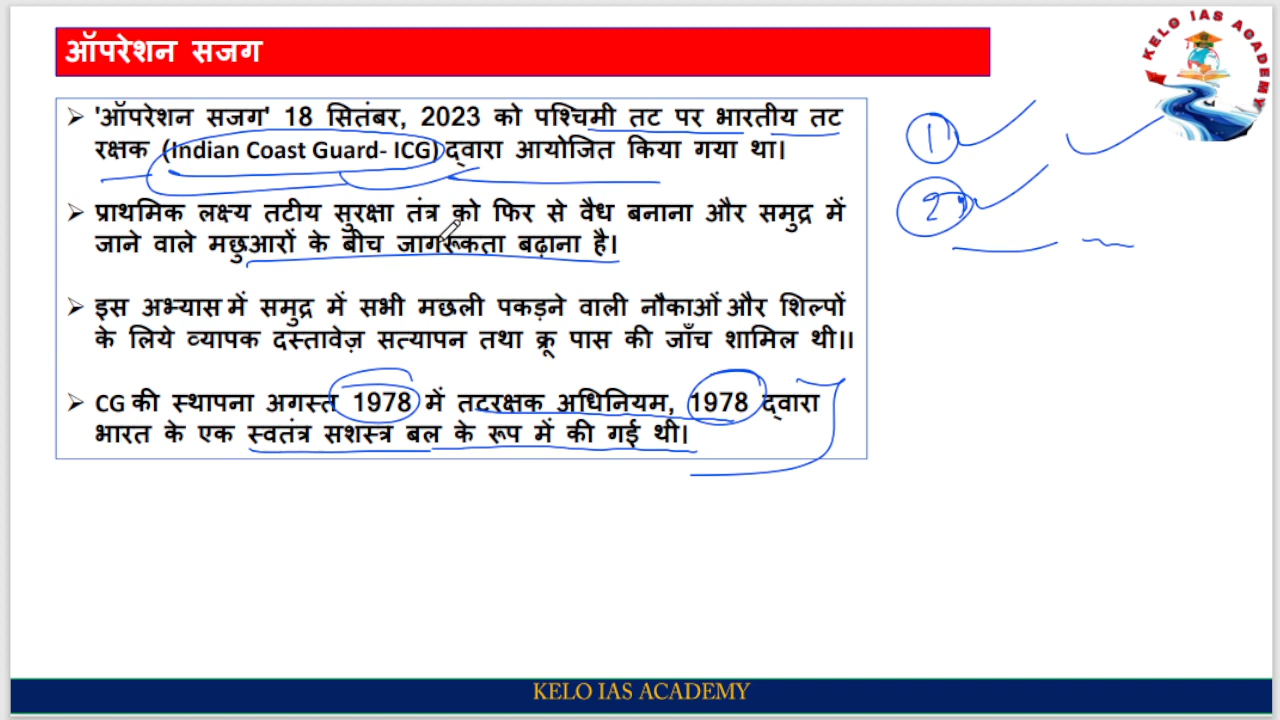 ऑपरेशन सजग
KELO IAS ACADEMY
➢ 'ऑपरेशन सजग' 18 सितंबर, 2023 को पश्चिमी तट पर भारतीय तट
रक्षक (Indian Coast Guard- ICG) द्वारा आयोजित किया गया था।
➢ प्राथमिक लक्ष्य तटीय सुरक्षा तंत्र को फिर से वैध बनाना और समुद्र में
जाने वाले मछुआरों के बीच जागरूकता बढ़ाना है।
➢ इस अभ्यास में समुद्र में सभी मछली पकड़ने वाली नौकाओं और शिल्पों
के लिये व्यापक दस्तावेज़ सत्यापन तथा क्रू पास की जाँच शामिल थी।।
➢ CG की स्थापना अगस्त 1978 में तटरक्षक अधिनियम, 1978 द्वारा
भारत के एक स्वतंत्र सशस्त्र बल के रूप में की गई थी।
1
2
KELO IAS ACADEMY